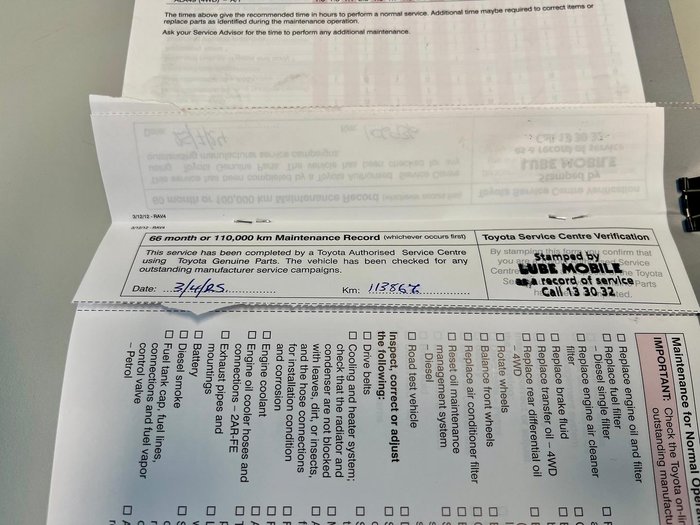 The times above give the recommended time in hours to perform a normal service. Additional time maybe required to correct items or
replace parts as identified during the maintenance operation.
Ask your Service Advisor for the time to perform any additional maintenance.
3/12/12 - RAV4
3/12/12 - RAV4
66 month or 110,000 km Maintenance Record (whichever occurs first)
This service has been completed by a Toyota Authorised Service Centre
using Toyota Genuine Parts. The vehicle has been checked for any
outstanding manufacturer service campaigns.
Date: 3/4/25 Km: 113867
Toyota Service Centre Verification
By stamping this form you confirm that
you are
Stamped by
LUBE MOBILE
as a record of service
Call 13 30 32
Maintenance for Normal Oper
IMPORTANT: Check the Toyota on-li
outstanding manufactu
Replace engine oil and filter
Replace fuel filter
- Diesel single filter
Replace engine air cleaner
filter
Replace brake fluid
Replace transfer oil - 4WD
Replace rear differential oil
- 4WD
Rotate wheels
Balance front wheels
Replace air conditioner filter
Reset oil maintenance
management system
- Diesel
Road test vehicle
Inspect, correct or adjust
the following:
Drive belts
Cooling and heater system;
check that the radiator and
condenser are not blocked
with leaves, dirt, or insects,
and the hose connections
for installation condition
and corrosion
Engine coolant
Engine oil cooler hoses and
Connections - 2AR-FE
Exhaust pipes and
mountings
Battery
Diesel smoke
Fuel tank cap, fuel lines,
connections and fuel vapor
control valve
- Petrol